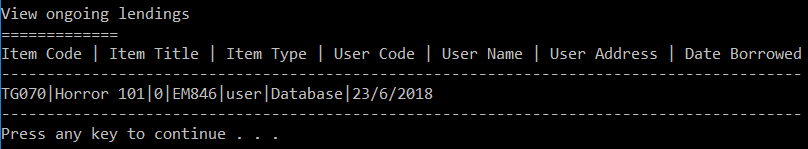 View ongoing lendings
=============
Item Code | Item Title | Item Type | User Code | User Name | User Address | Date Borrowed
-----------------------------------------------------------------------------------------
TG070|Horror 101|0|EM846|user|Database|23/6/2018
-----------------------------------------------------------------------------------------
Press any key to continue . . .